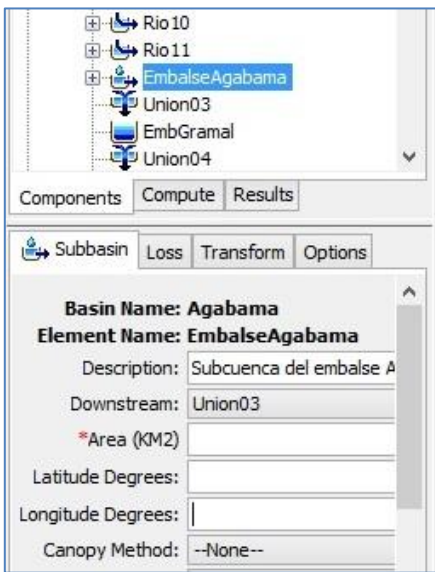 Rio10
Rio11
EmbalseAgabama
Union03
EmbGramal
Union04
Components Compute Results
Subbasin Loss Transform Options
Basin Name: Agabama
Element Name: EmbalseAgabama
Description: Subcuenca del embalse A
Downstream: Union03
*Area (KM2)
Latitude Degrees:
Longitude Degrees:
Canopy Method: --None--